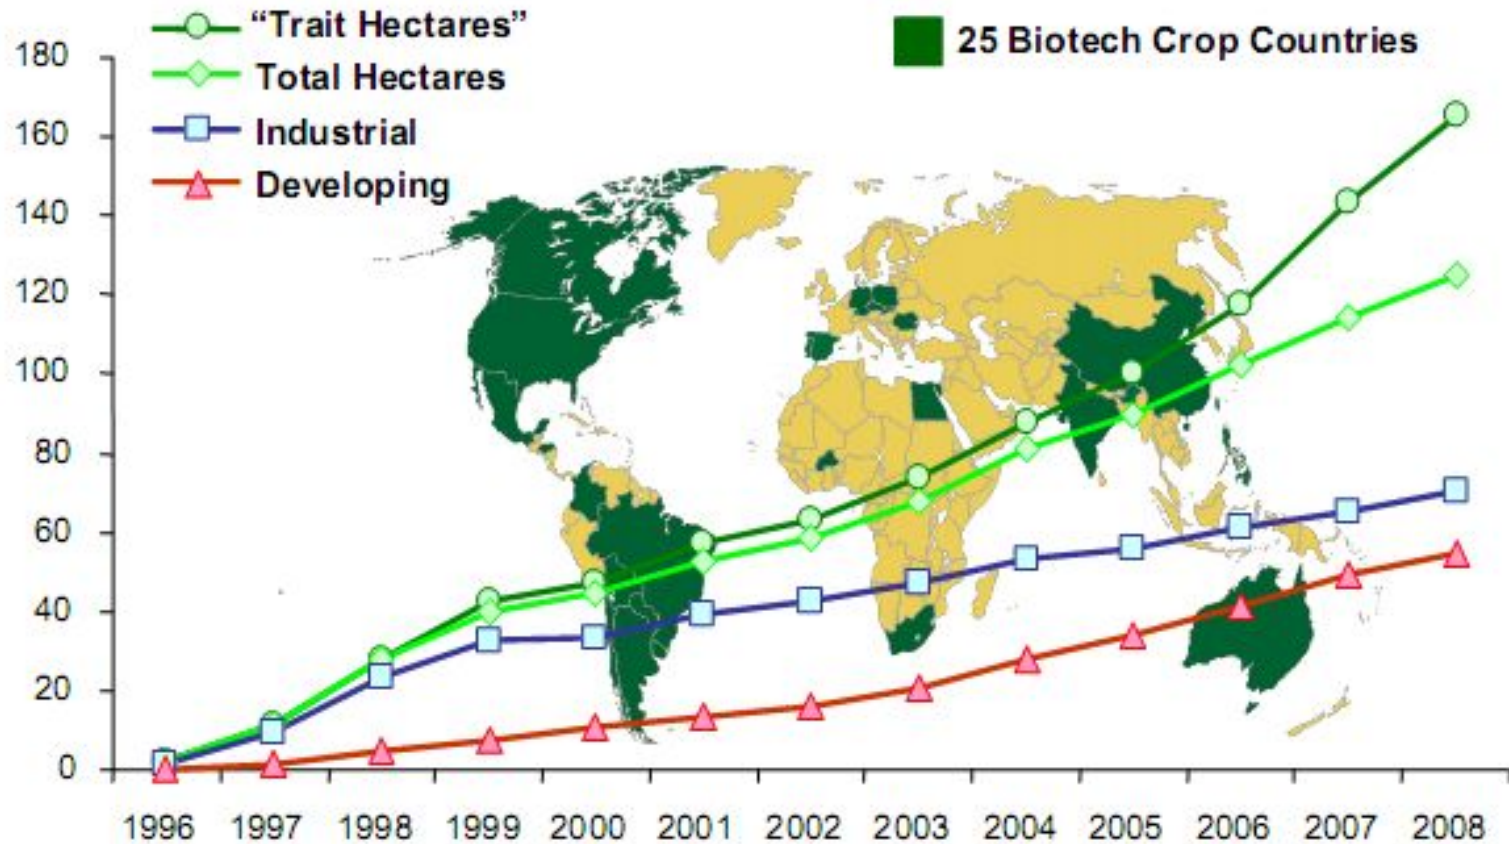 “Trait Hectares”
Total Hectares
Industrial
Developing
25 Biotech Crop Countries
180
160
140
120
100
80
60
40
20
0
1996 1997 1998 1999 2000 2001 2002 2003 2004 2005 2006 2007 2008